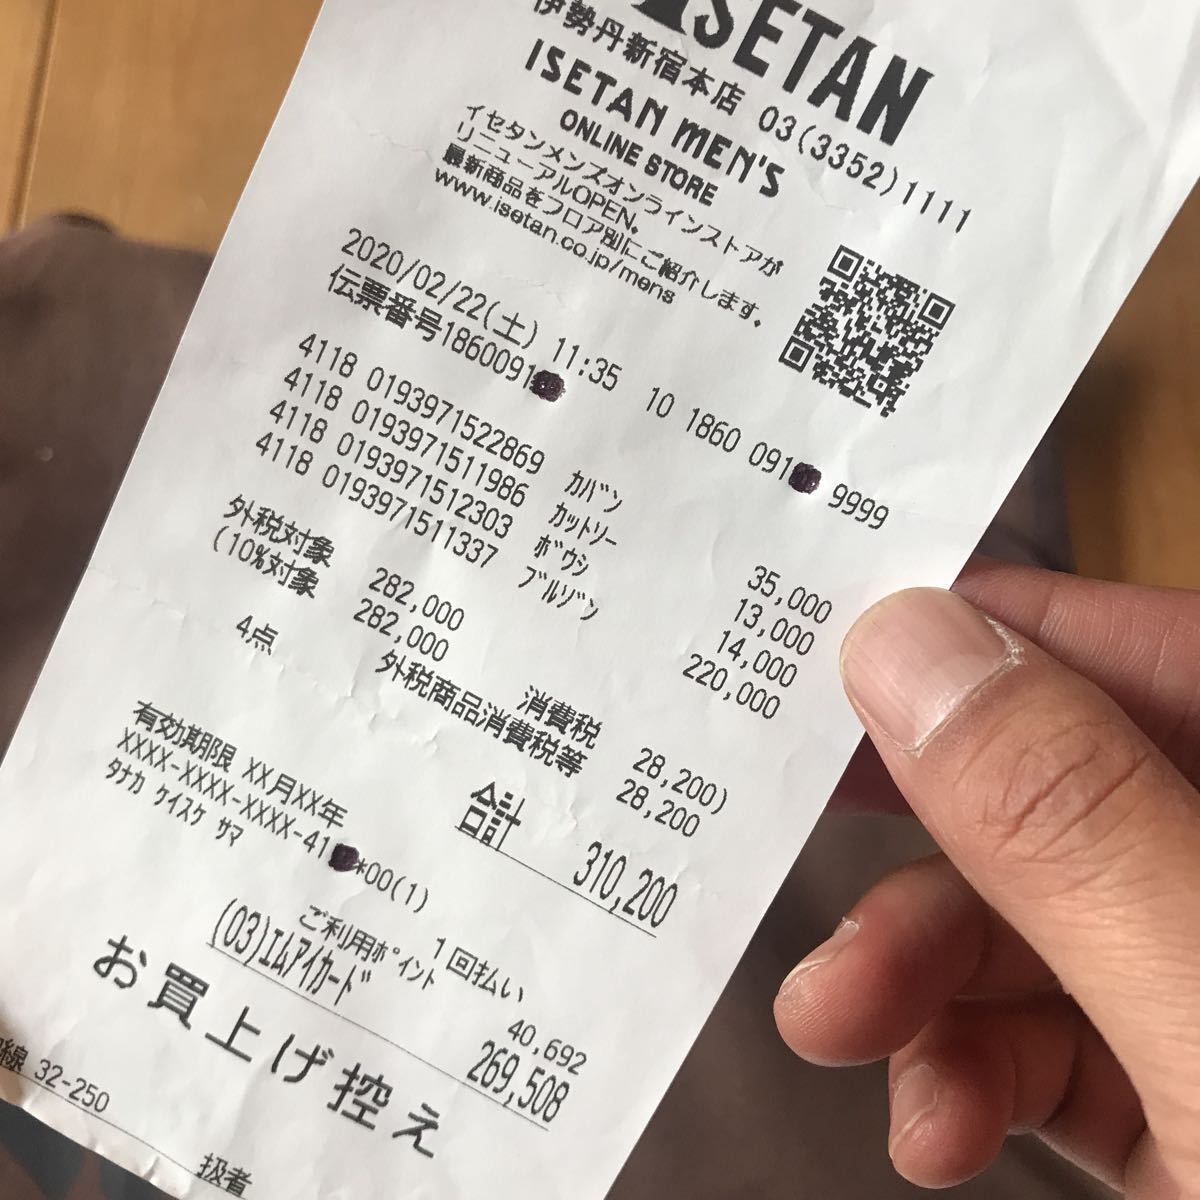 ISETAN
伊勢丹新宿本店 03(3352)1111
ISETAN MEN'S
ONLINE STORE
イセタンメンズオンラインストアが
リニューアルOPEN。
最新商品をフロア別にご紹介します。
www.isetan.co.jp/mens
2020/02/22(土) 11:35 10 1860 091 9999
伝票番号1860091
4118 0193971522869 カバン 35,000
4118 0193971511986 カットソー 13,000
4118 0193971512303 ボウシ 14,000
4118 0193971511337 ブルゾン 220,000
外税対象 282,000 消費税 28,200)
(10%対象 282,000 外税商品消費税等 28,200
4点
合計 310,200
有効期限 XX月XX年
XXXX-XXXX-XXXX-41 *00(1)
タナカ ケイスケ サマ
1回払い
ご利用ポイント 40,692
(03)エムアイカード 269,508
お買上げ控え
線 32-250
扱者